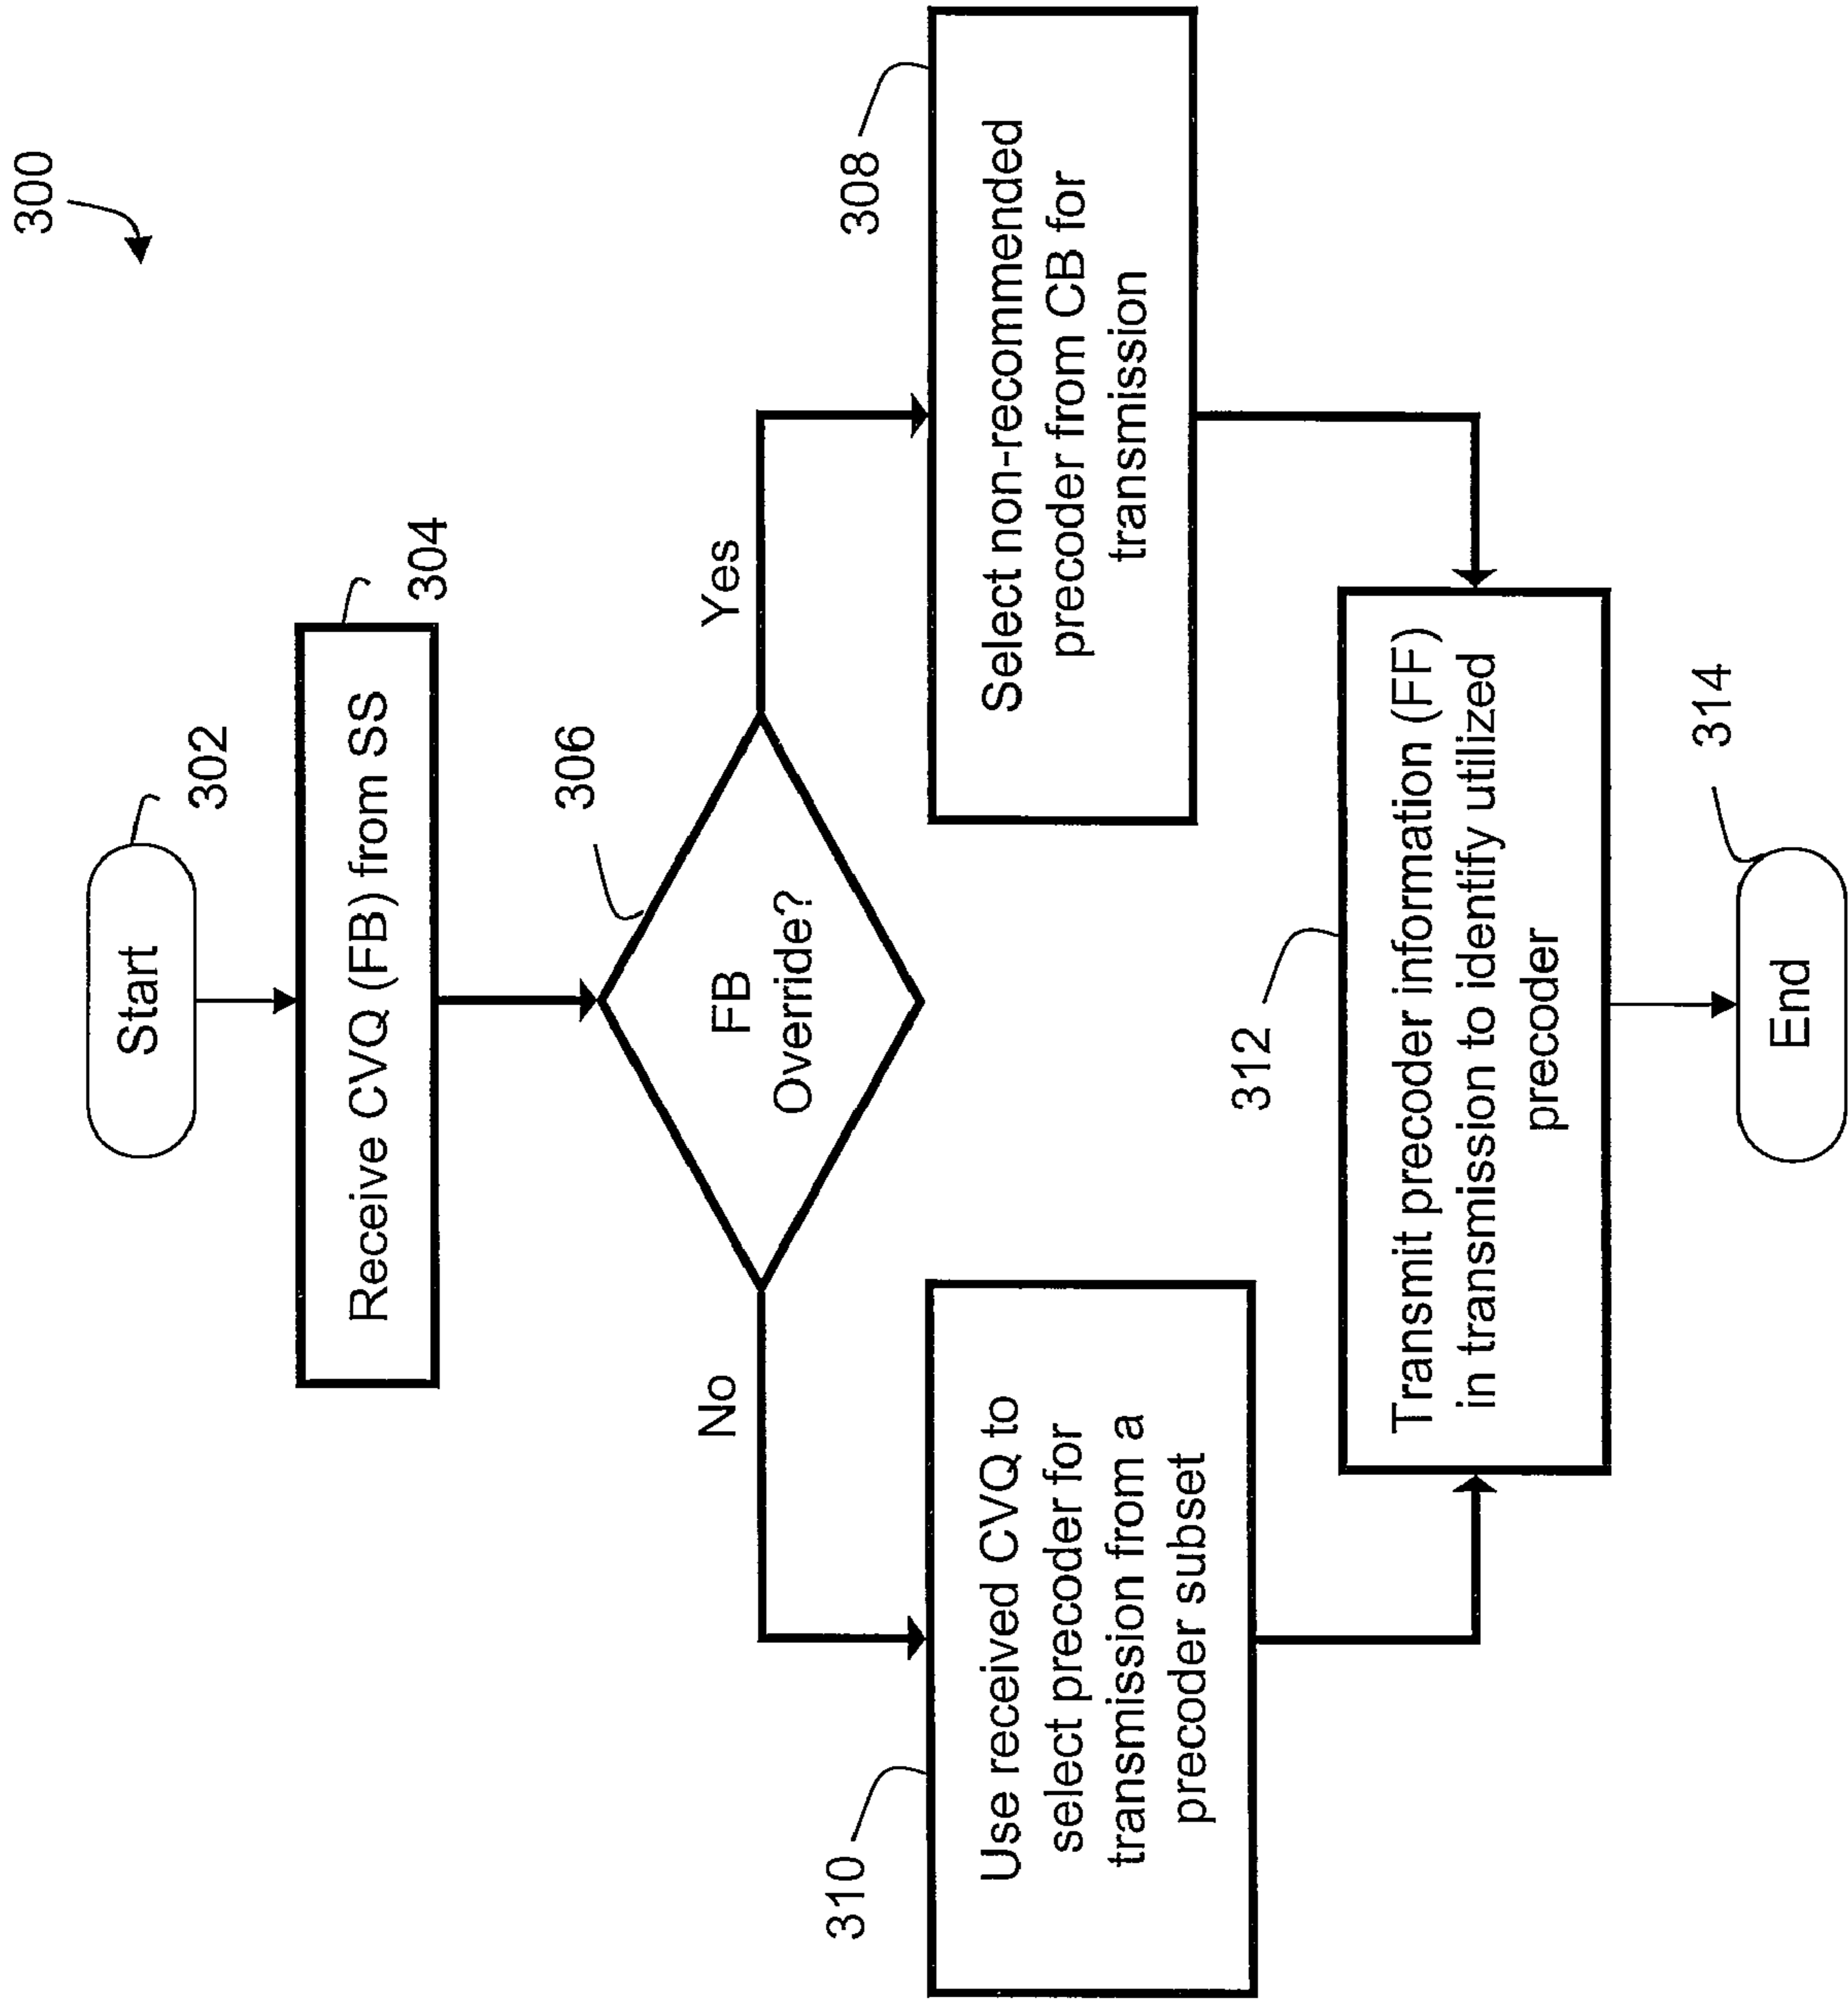 300
Start
302
Receive CVQ (FB) from SS
304
FB
Override?
306
No
Yes
Use received CVQ to
select precoder for
transmission from a
precoder subset
310
Select non-recommended
precoder from CB for
transmission
308
Transmit precoder information (FF)
in transmission to identify utilized
precoder
312
End
314